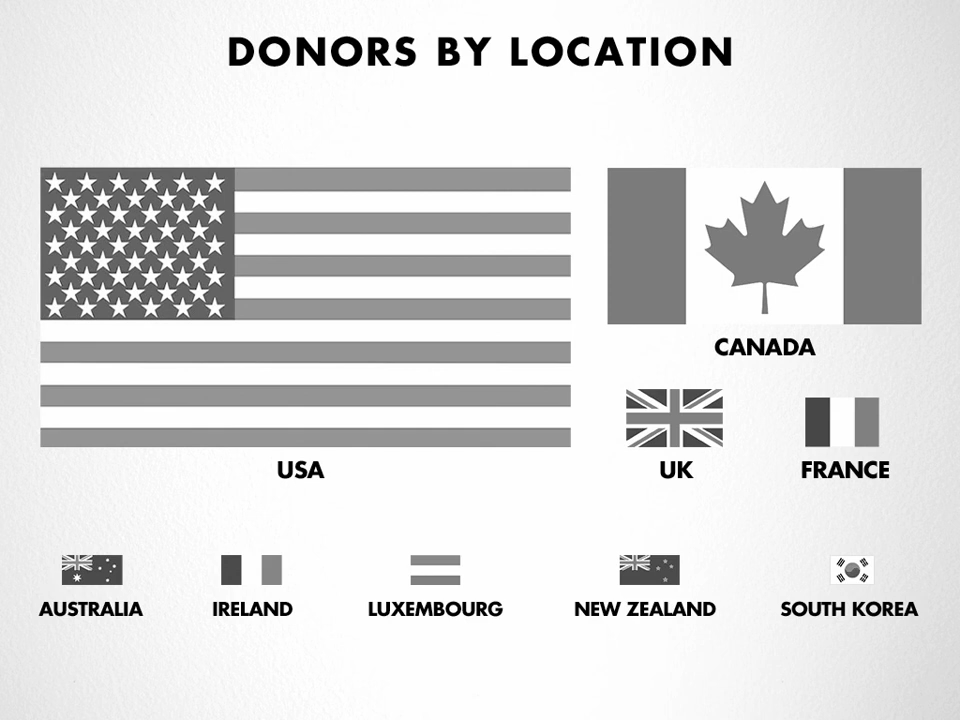 DONORS BY LOCATION
CANADA
USA
UK
FRANCE
AUSTRALIA
IRELAND
LUXEMBOURG
NEW ZEALAND
SOUTH KOREA